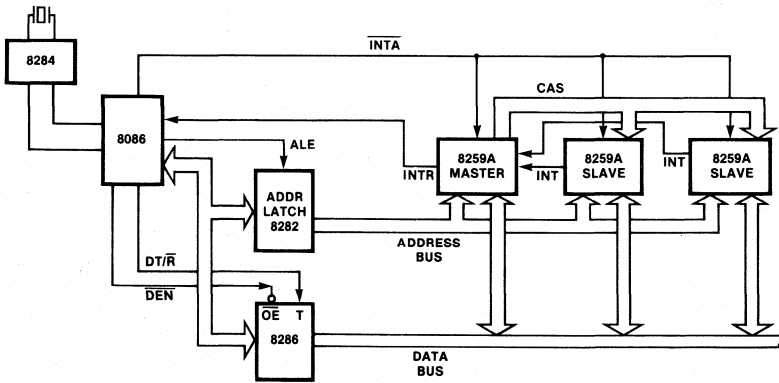 8284
INTA
CAS
8086
ALE
INTR
8259A
MASTER
INT
8259A
SLAVE
INT
8259A
SLAVE
ADDR
LATCH
8282
ADDRESS
BUS
DT/R
DEN
OE T
8286
DATA
BUS